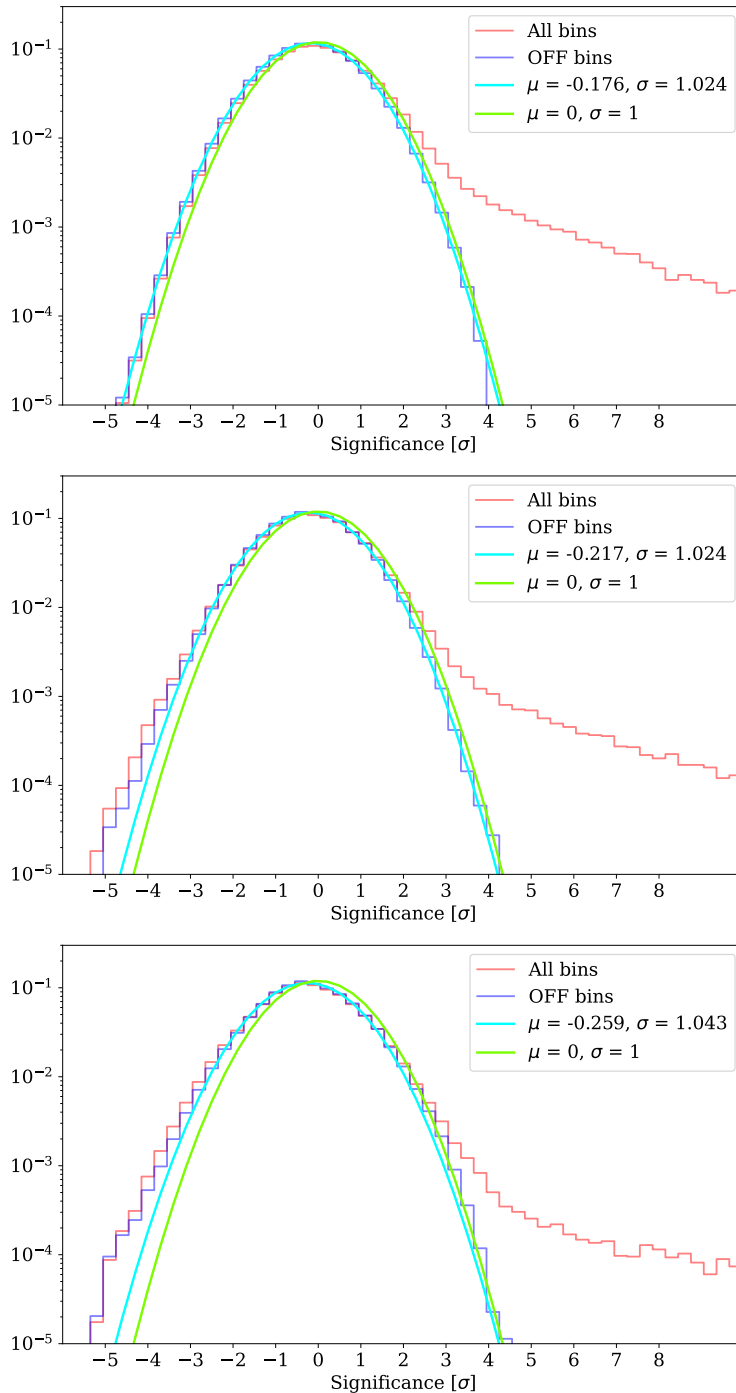 10⁻¹
10⁻²
10⁻³
10⁻⁴
10⁻⁵
All bins
OFF bins
μ = -0.176, σ = 1.024
μ = 0, σ = 1
−5 −4 −3 −2 −1 0 1 2 3 4 5 6 7 8
Significance [σ]
10⁻¹
10⁻²
10⁻³
10⁻⁴
10⁻⁵
All bins
OFF bins
μ = -0.217, σ = 1.024
μ = 0, σ = 1
−5 −4 −3 −2 −1 0 1 2 3 4 5 6 7 8
Significance [σ]
10⁻¹
10⁻²
10⁻³
10⁻⁴
10⁻⁵
All bins
OFF bins
μ = -0.259, σ = 1.043
μ = 0, σ = 1
−5 −4 −3 −2 −1 0 1 2 3 4 5 6 7 8
Significance [σ]